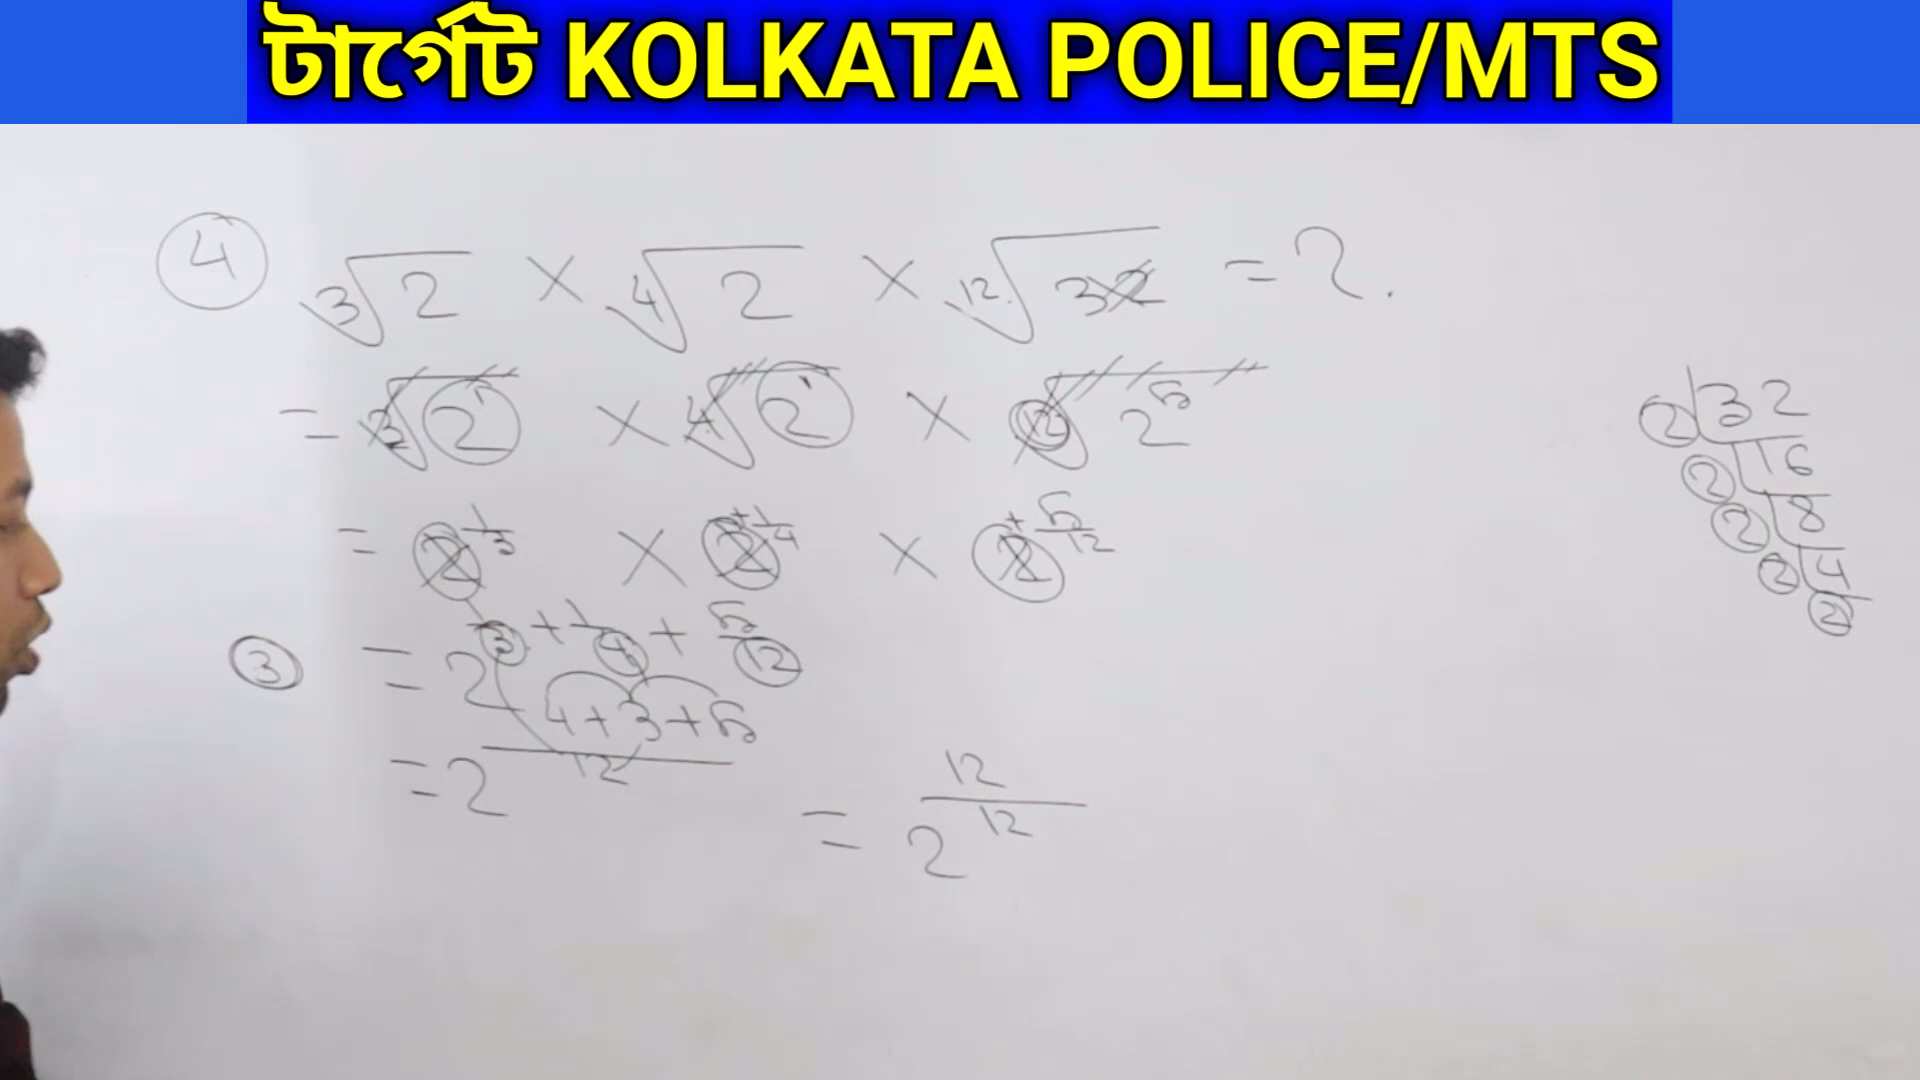 টার্গেট KOLKATA POLICE/MTS
④ ∛2 × ∜2 × ¹²√32 = ?.
= ∛2¹ × ∜2¹ × ¹²√2⁵
= 2^1/3 × 2^1/4 × 2^5/12
③ = 2^1/3 + 1/4 + 5/12
= 2^(4+3+5)/12
= 2^12/12
2 | 32
2 | 16
2 | 8
2 | 4
2